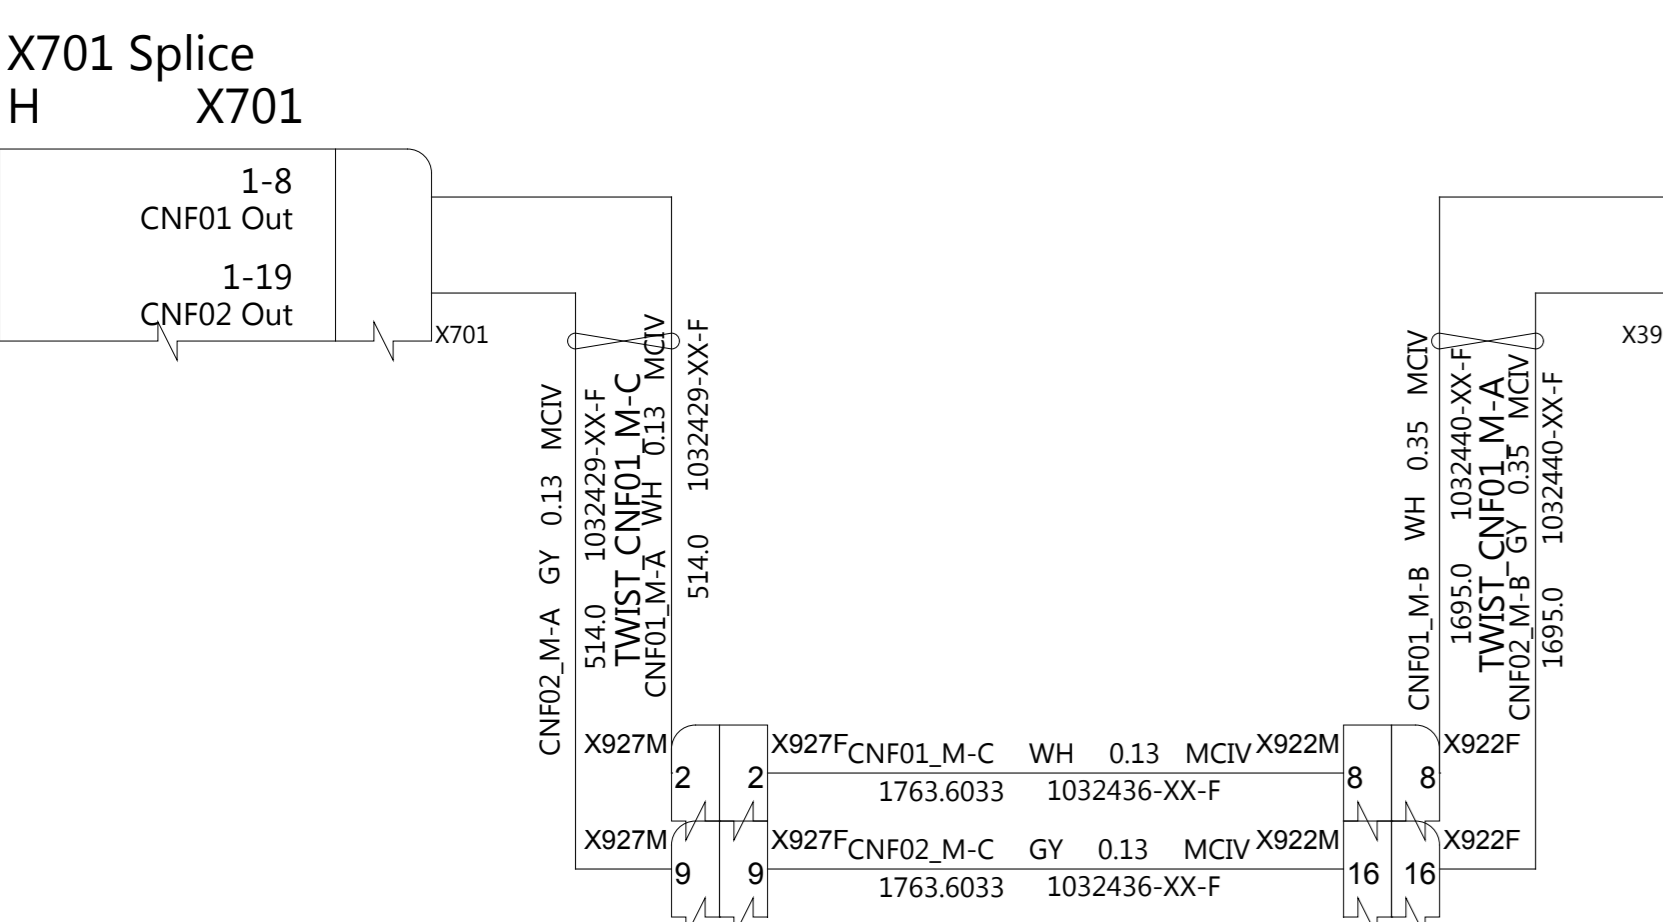 X701 Splice
H X701
1-8
CNF01 Out
1-19
CNF02 Out
X701
X39
CNF02_M-A GY 0.13 MCIV
514.0 1032429-XX-F
TWIST_CNF01_M-C
CNF01_M-A WH 0.13 MCIV
514.0 1032429-XX-F
CNF01_M-B WH 0.35 MCIV
1695.0 1032440-XX-F
TWIST_CNF01_M-A
CNF02_M-B GY 0.35 MCIV
1695.0 1032440-XX-F
X927M X927F CNF01_M-C WH 0.13 MCIV X922M X922F
2 2 1763.6033 1032436-XX-F 8 8
X927M X927F CNF02_M-C GY 0.13 MCIV X922M X922F
9 9 1763.6033 1032436-XX-F 16 16